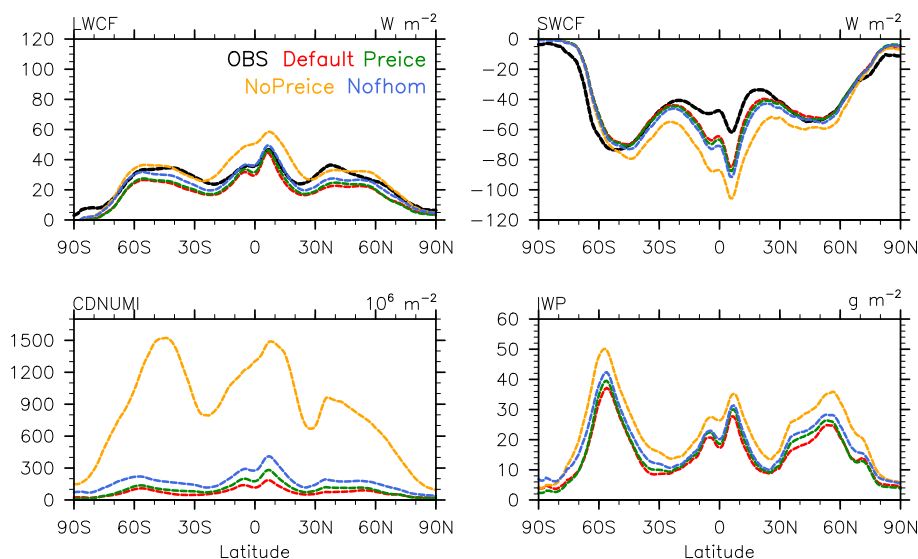 LWCF W m-2
120
100
80
60
40
20
0
OBS Default Preice
NoPreice Nofhom
90S 60S 30S 0 30N 60N 90N
SWCF W m-2
0
-20
-40
-60
-80
-100
-120
90S 60S 30S 0 30N 60N 90N
CDNUMI 10⁶ m-2
1500
1200
900
600
300
0
90S 60S 30S 0 30N 60N 90N
Latitude
IWP g m-2
60
50
40
30
20
10
0
90S 60S 30S 0 30N 60N 90N
Latitude